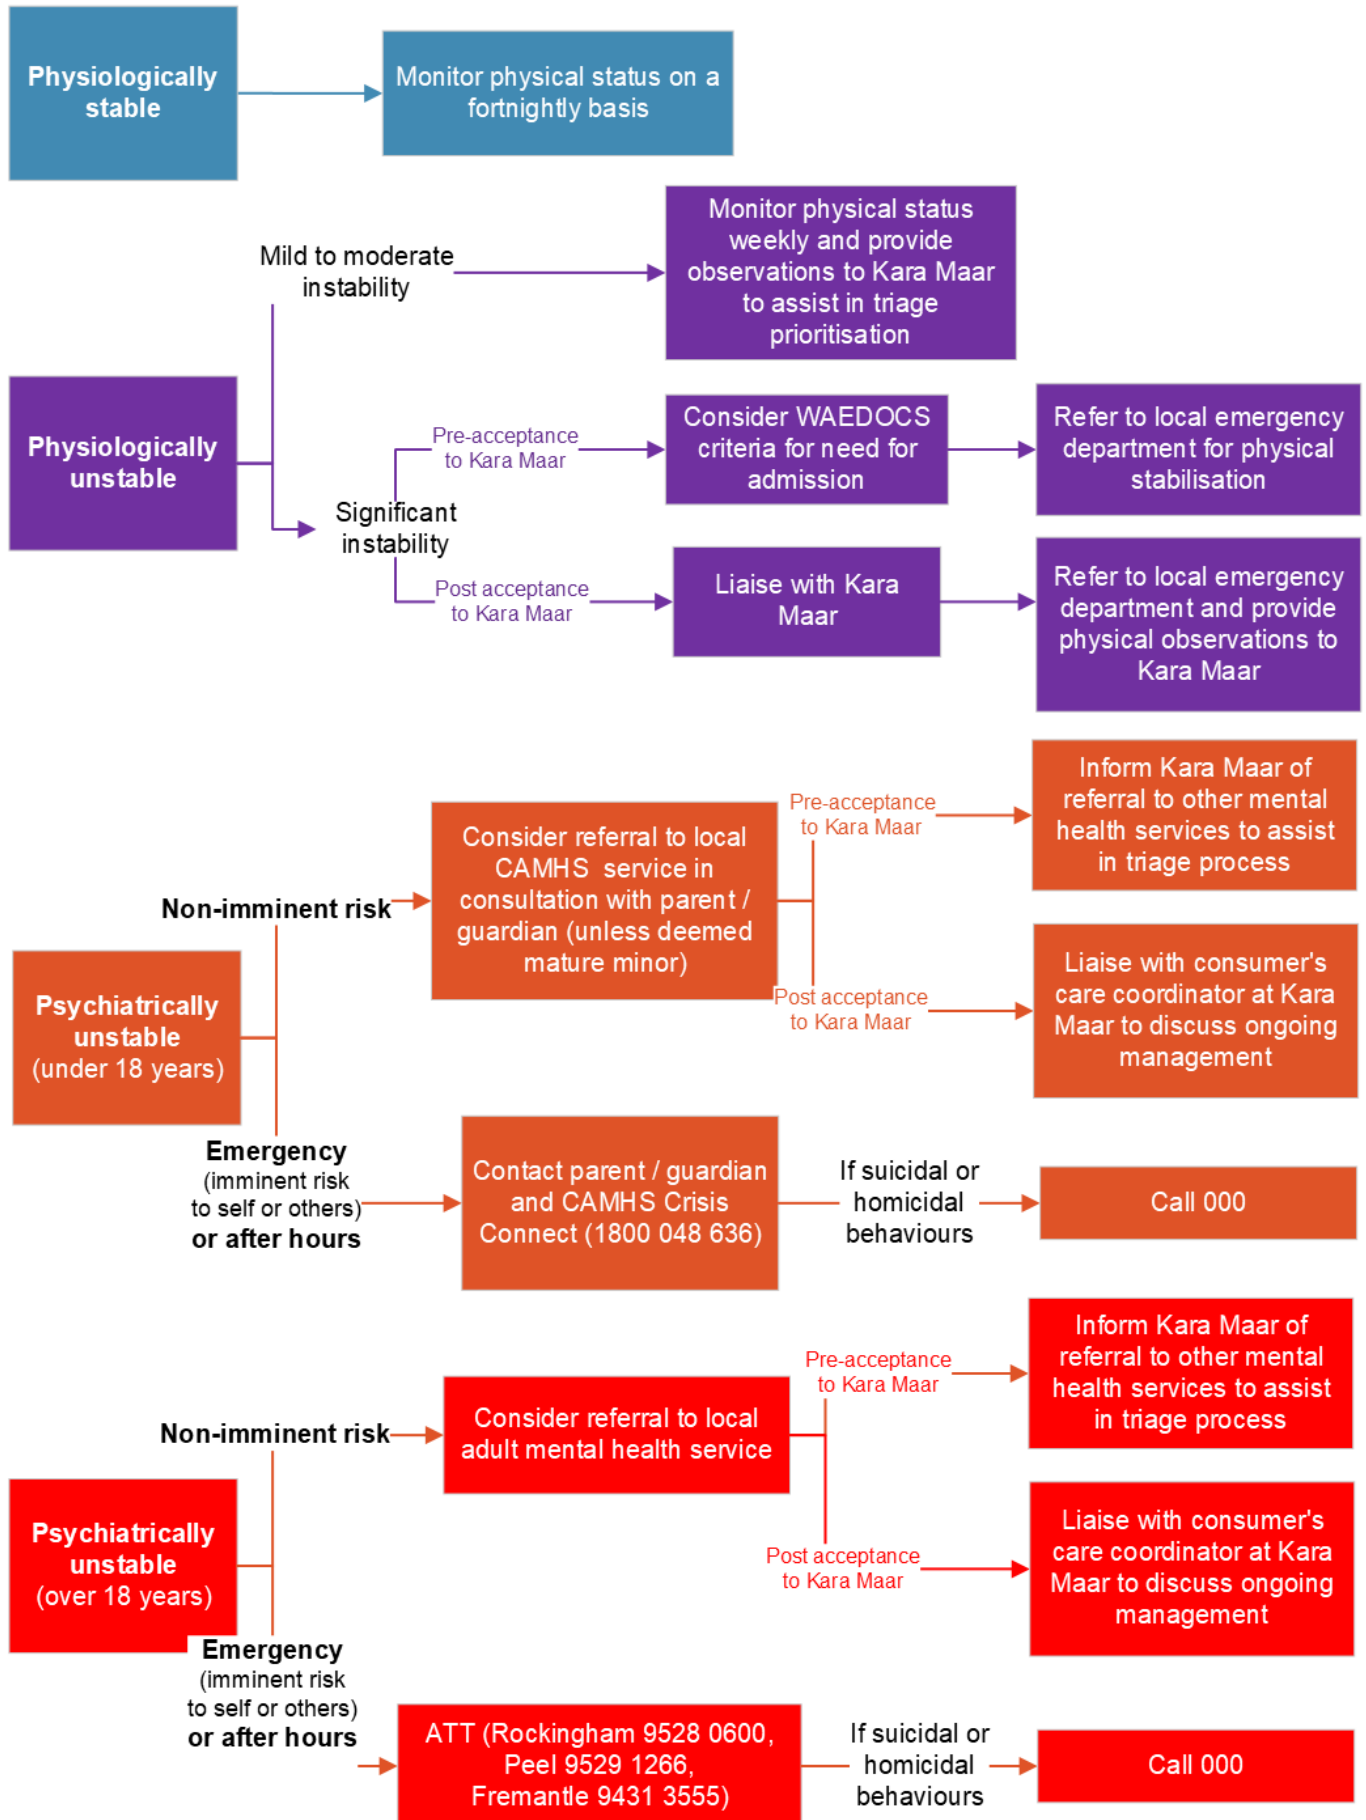 Physiologically
stable
Monitor physical status on a
fortnightly basis
Mild to moderate
instability
Monitor physical status
weekly and provide
observations to Kara Maar
to assist in triage
prioritisation
Physiologically
unstable
Significant
instability
Pre-acceptance
to Kara Maar
Consider WAEDOCS
criteria for need for
admission
Refer to local emergency
department for physical
stabilisation
Post acceptance
to Kara Maar
Liaise with Kara
Maar
Refer to local emergency
department and provide
physical observations to
Kara Maar
Psychiatrically
unstable
(under 18 years)
Non-imminent risk
Consider referral to local
CAMHS service in
consultation with parent /
guardian (unless deemed
mature minor)
Pre-acceptance
to Kara Maar
Inform Kara Maar of
referral to other mental
health services to assist
in triage process
Post acceptance
to Kara Maar
Liaise with consumer's
care coordinator at Kara
Maar to discuss ongoing
management
Emergency
(imminent risk
to self or others)
or after hours
Contact parent / guardian
and CAMHS Crisis
Connect (1800 048 636)
If suicidal or
homicidal
behaviours
Call 000
Psychiatrically
unstable
(over 18 years)
Non-imminent risk
Consider referral to local
adult mental health service
Pre-acceptance
to Kara Maar
Inform Kara Maar of
referral to other mental
health services to assist
in triage process
Post acceptance
to Kara Maar
Liaise with consumer's
care coordinator at Kara
Maar to discuss ongoing
management
Emergency
(imminent risk
to self or others)
or after hours
ATT (Rockingham 9528 0600,
Peel 9529 1266,
Fremantle 9431 3555)
If suicidal or
homicidal
behaviours
Call 000